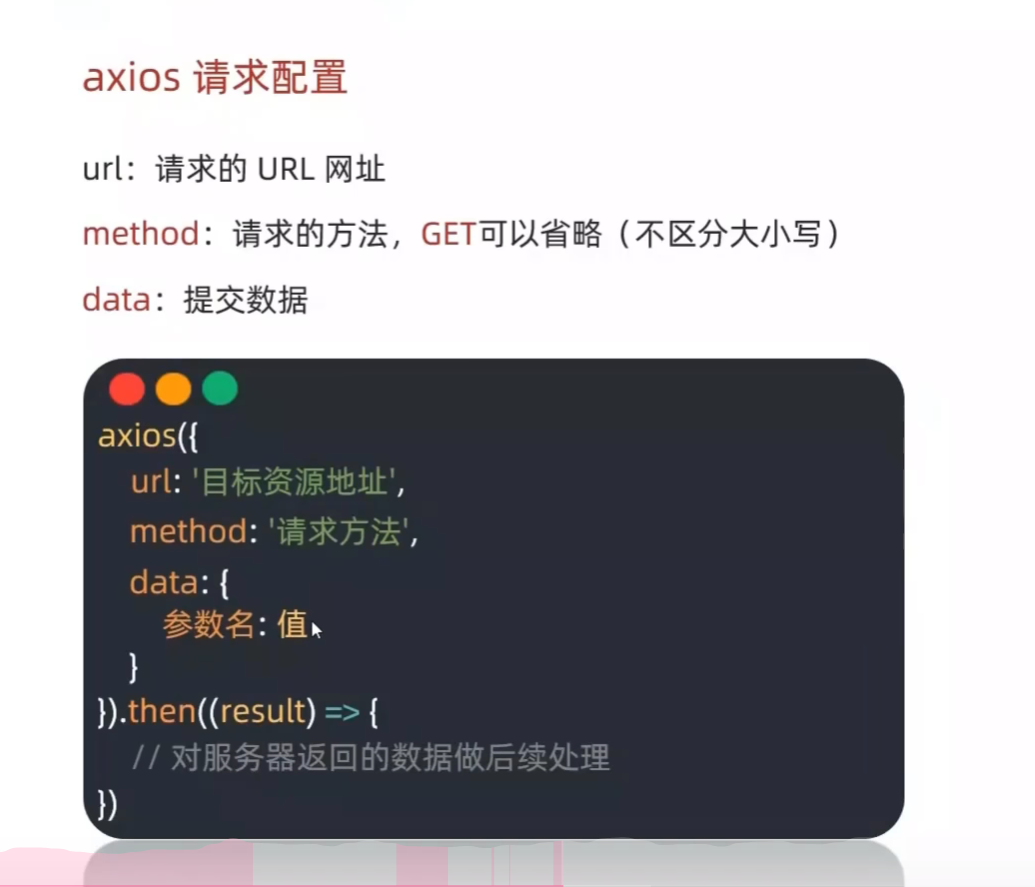 axios 请求配置
url：请求的 URL 网址
method：请求的方法，GET可以省略（不区分大小写）
data：提交数据
axios({
url: '目标资源地址',
method: '请求方法',
data: {
参数名: 值
}
}).then((result) => {
// 对服务器返回的数据做后续处理
})